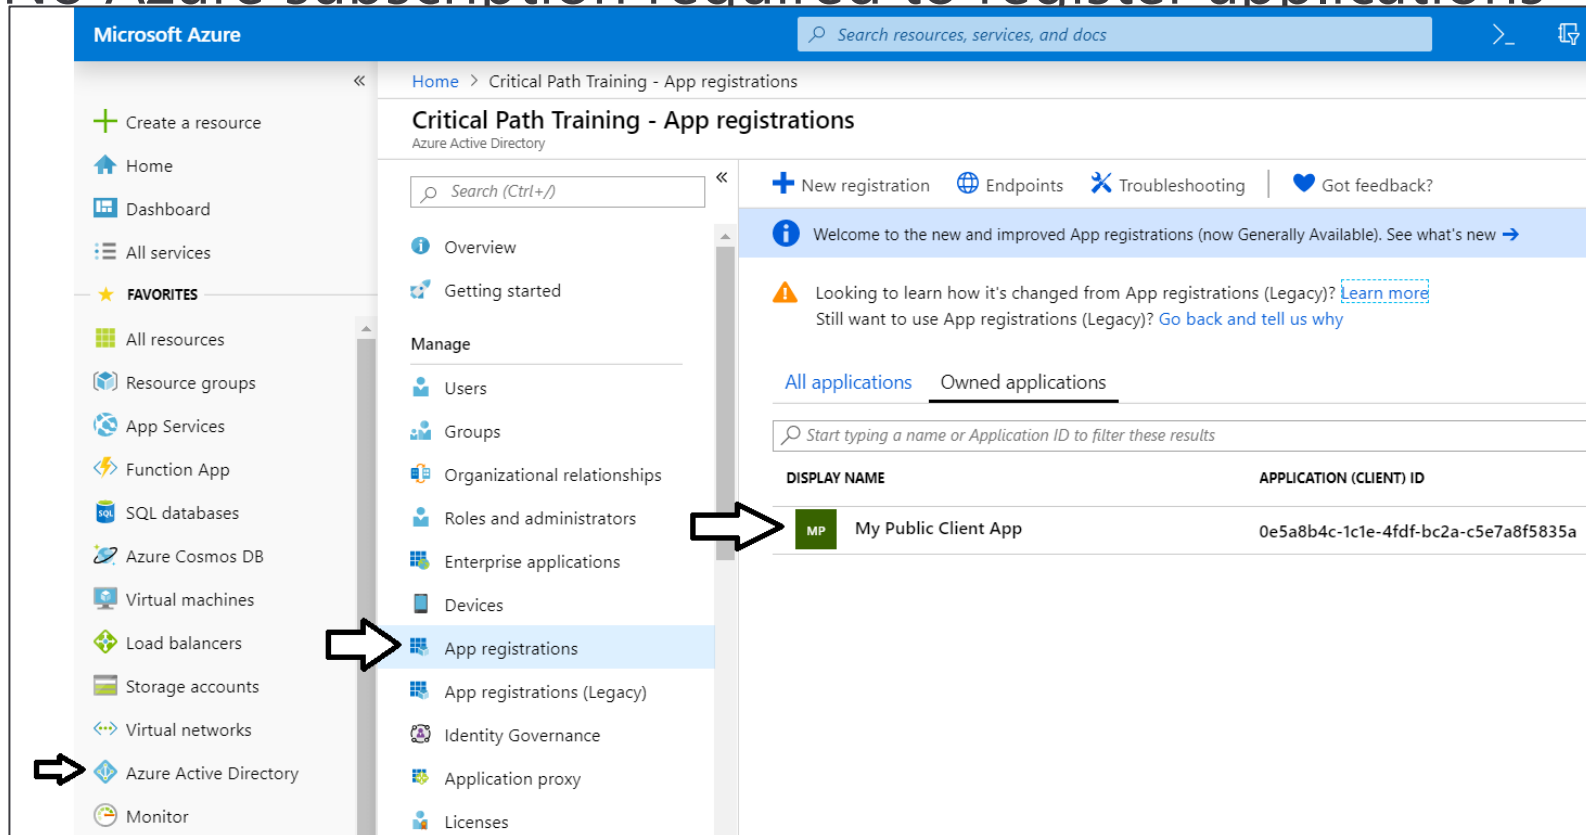 No Azure subscription required to register applications
Microsoft Azure
Search resources, services, and docs
Home > Critical Path Training - App registrations
Critical Path Training - App registrations
Azure Active Directory
Create a resource
Home
Dashboard
All services
FAVORITES
All resources
Resource groups
App Services
Function App
SQL databases
Azure Cosmos DB
Virtual machines
Load balancers
Storage accounts
Virtual networks
Azure Active Directory
Monitor
Search (Ctrl+/)
Overview
Getting started
Manage
Users
Groups
Organizational relationships
Roles and administrators
Enterprise applications
Devices
App registrations
App registrations (Legacy)
Identity Governance
Application proxy
Licenses
New registration Endpoints Troubleshooting Got feedback?
Welcome to the new and improved App registrations (now Generally Available). See what's new →
Looking to learn how it's changed from App registrations (Legacy)? Learn more
Still want to use App registrations (Legacy)? Go back and tell us why
All applications Owned applications
Start typing a name or Application ID to filter these results
DISPLAY NAME APPLICATION (CLIENT) ID
MP My Public Client App 0e5a8b4c-1c1e-4fdf-bc2a-c5e7a8f5835a